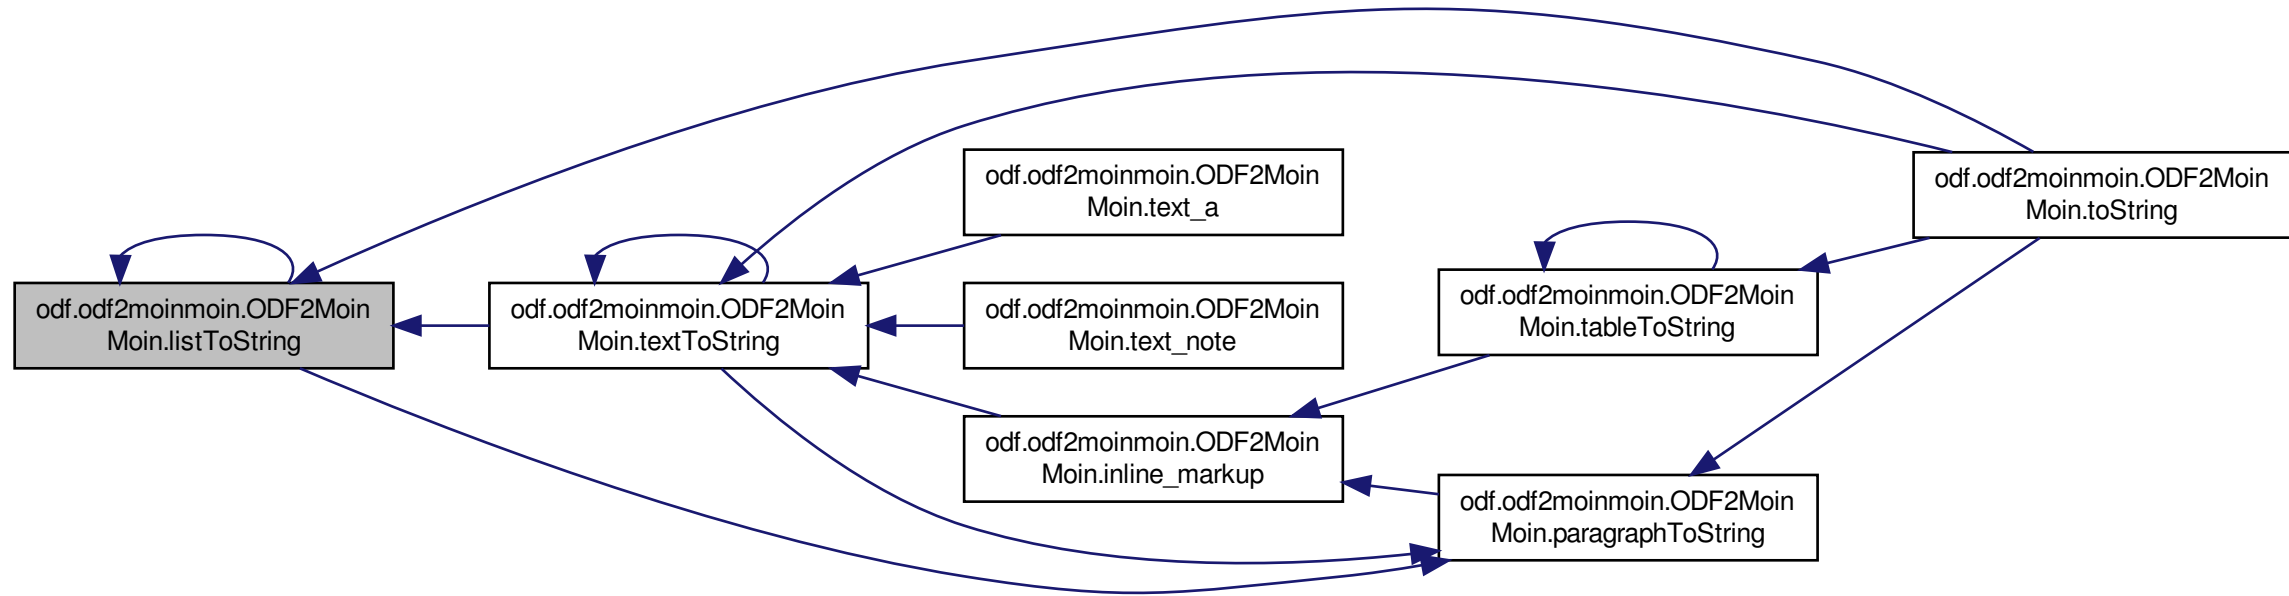 odf.odf2moinmoin.ODF2Moin
Moin.listToString
odf.odf2moinmoin.ODF2Moin
Moin.textToString
odf.odf2moinmoin.ODF2Moin
Moin.text_a
odf.odf2moinmoin.ODF2Moin
Moin.text_note
odf.odf2moinmoin.ODF2Moin
Moin.inline_markup
odf.odf2moinmoin.ODF2Moin
Moin.tableToString
odf.odf2moinmoin.ODF2Moin
Moin.paragraphToString
odf.odf2moinmoin.ODF2Moin
Moin.toString